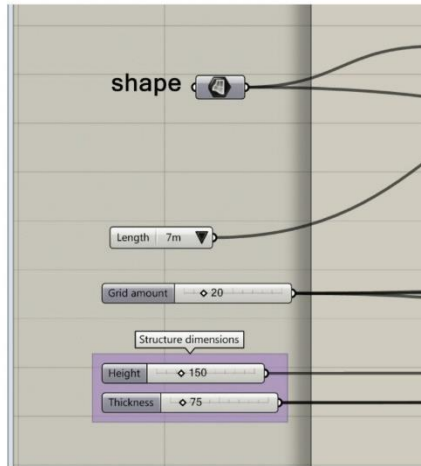 shape
Length 7m
Grid amount 20
Structure dimensions
Height 150
Thickness 75